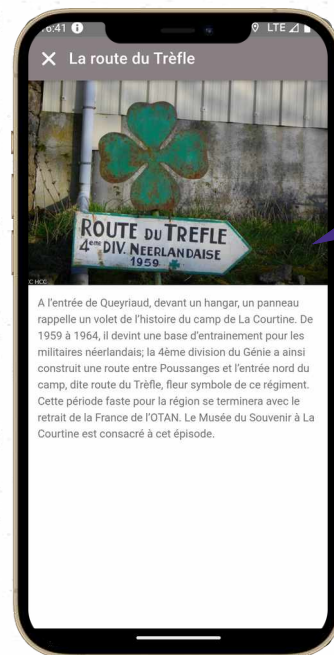 6:41
LTE
La route du Trèfle
ROUTE DU TREFLE
4eme DIV. NEERLANDAISE
1959
HCC
A l'entrée de Queyriaud, devant un hangar, un panneau
rappelle un volet de l'histoire du camp de La Courtine. De
1959 à 1964, il devint une base d'entrainement pour les
militaires néerlandais; la 4ème division du Génie a ainsi
construit une route entre Poussanges et l'entrée nord du
camp, dite route du Trèfle, fleur symbole de ce régiment.
Cette période faste pour la région se terminera avec le
retrait de la France de l'OTAN. Le Musée du Souvenir à La
Courtine est consacré à cet épisode.